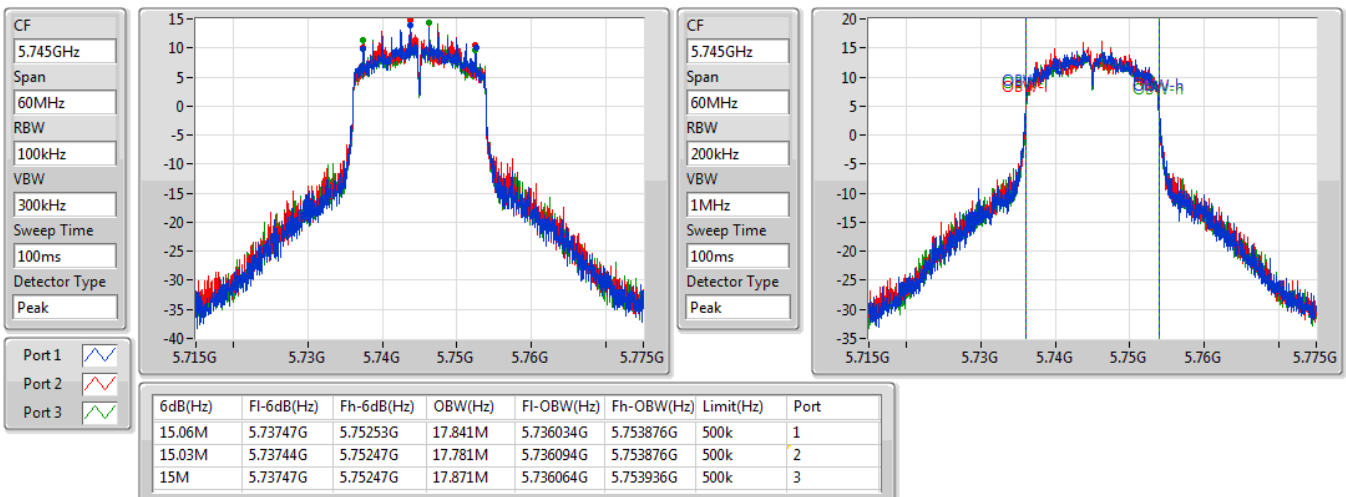 CF
5.745GHz
Span
60MHz
RBW
100kHz
VBW
300kHz
Sweep Time
100ms
Detector Type
Peak
15
10
5
0
-5
-10
-15
-20
-25
-30
-35
-40
5.715G 5.73G 5.74G 5.75G 5.76G 5.775G
CF
5.745GHz
Span
60MHz
RBW
200kHz
VBW
1MHz
Sweep Time
100ms
Detector Type
Peak
20
15
10
5
0
-5
-10
-15
-20
-25
-30
-35
OBW-h
5.715G 5.73G 5.74G 5.75G 5.76G 5.775G
Port 1
Port 2
Port 3
6dB(Hz) Fl-6dB(Hz) Fh-6dB(Hz) OBW(Hz) Fl-OBW(Hz) Fh-OBW(Hz) Limit(Hz) Port
15.06M 5.73747G 5.75253G 17.841M 5.736034G 5.753876G 500k 1
15.03M 5.73744G 5.75247G 17.781M 5.736094G 5.753876G 500k 2
15M 5.73747G 5.75247G 17.871M 5.736064G 5.753936G 500k 3